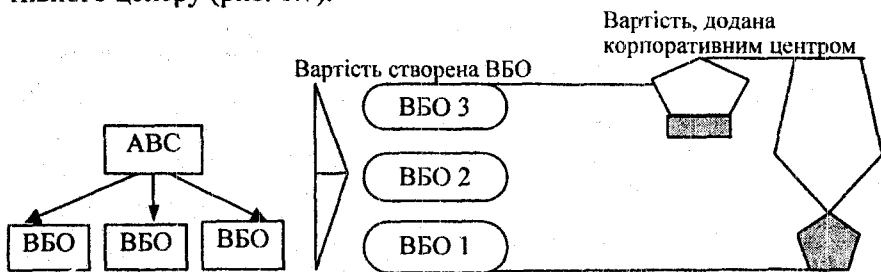 Вартість, додана
корпоративним центром
Вартість створена ВБО
ВБО 3
АВС
ВБО 2
ВБО ВБО ВБО
ВБО 1